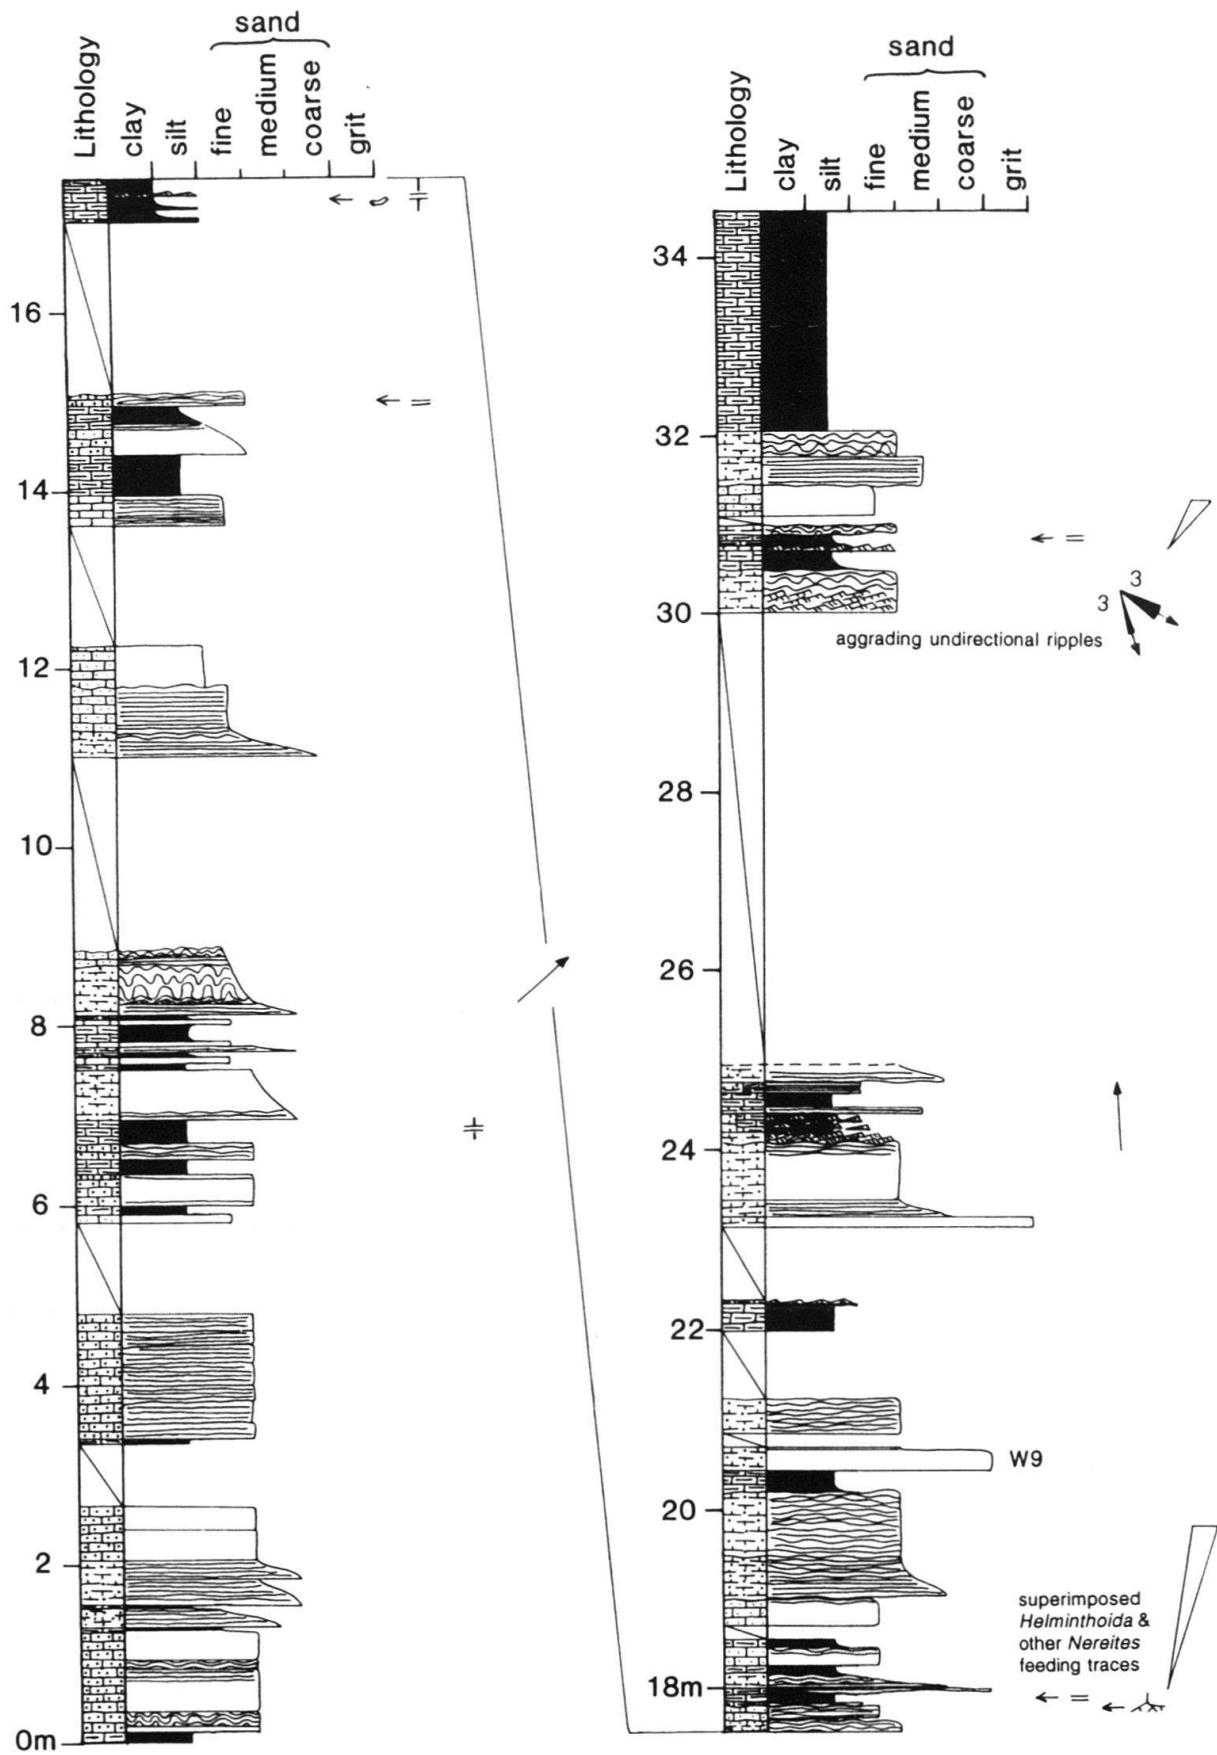 sand
Lithology
clay
silt
fine
medium
coarse
grit
16
14
12
10
8
6
4
2
0m
sand
Lithology
clay
silt
fine
medium
coarse
grit
34
32
30
3
3
aggrading undirectional ripples
28
26
24
22
W9
20
superimposed
Helminthoida &
other Nereites
feeding traces
18m